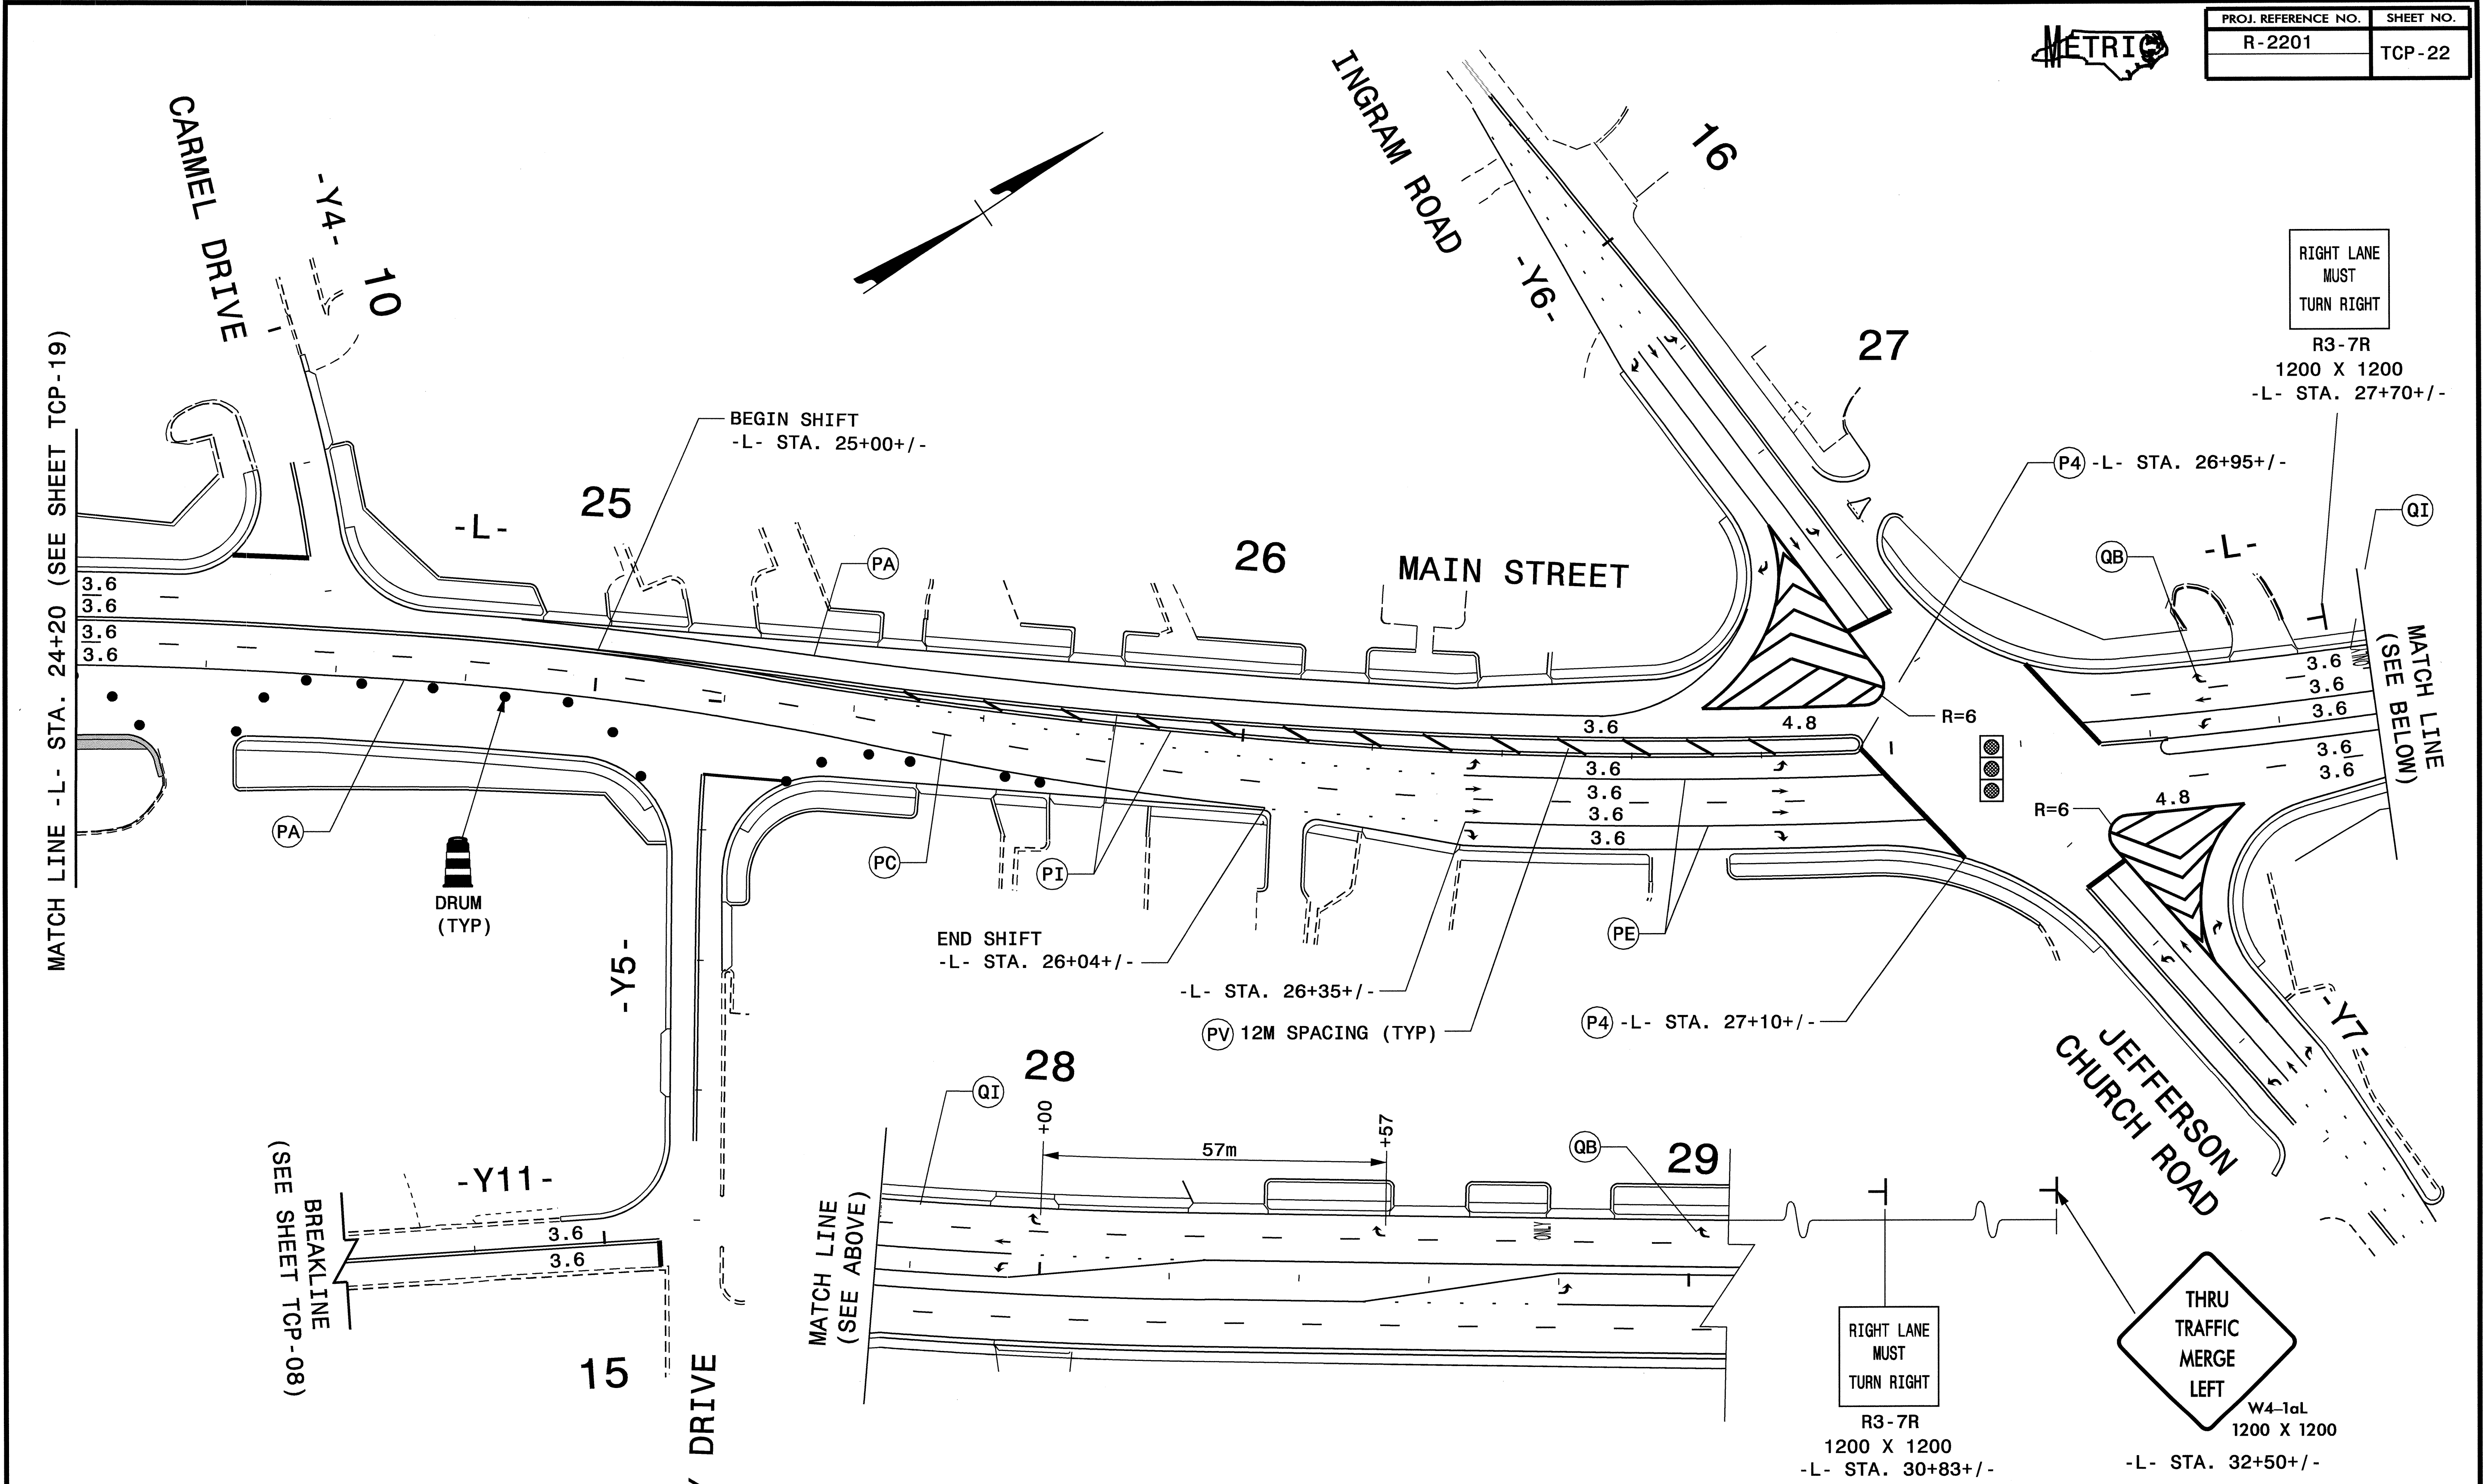 METRIC
PROJ. REFERENCE NO.
SHEET NO.
R-2201
TCP-22
CARMEL DRIVE
-Y4-
10
INGRAM ROAD
-Y6-
16
27
RIGHT LANE
MUST
TURN RIGHT
R3-7R
1200 X 1200
-L- STA. 27+70+/-
MATCH LINE -L- STA. 24+20 (SEE SHEET TCP-19)
BEGIN SHIFT
-L- STA. 25+00+/-
-L-
25
PA
26
MAIN STREET
P4 -L- STA. 26+95+/-
QI
QB
-L-
MATCH LINE
(SEE BELOW)
3.6
3.6
3.6
3.6
3.6
4.8
R=6
3.6
3.6
3.6
3.6
3.6
ONLY
3.6
3.6
3.6
3.6
4.8
R=6
PA
DRUM
(TYP)
PC
PI
END SHIFT
-L- STA. 26+04+/-
-L- STA. 26+35+/-
PV 12M SPACING (TYP)
PE
P4 -L- STA. 27+10+/-
-Y5-
-Y7-
JEFFERSON
CHURCH ROAD
28
QI
+00
57m
+57
QB
29
-Y11-
BREAKLINE
(SEE SHEET TCP-08)
3.6
3.6
MATCH LINE
(SEE ABOVE)
ONLY
15
DRIVE
RIGHT LANE
MUST
TURN RIGHT
R3-7R
1200 X 1200
-L- STA. 30+83+/-
THRU
TRAFFIC
MERGE
LEFT
W4-1aL
1200 X 1200
-L- STA. 32+50+/-